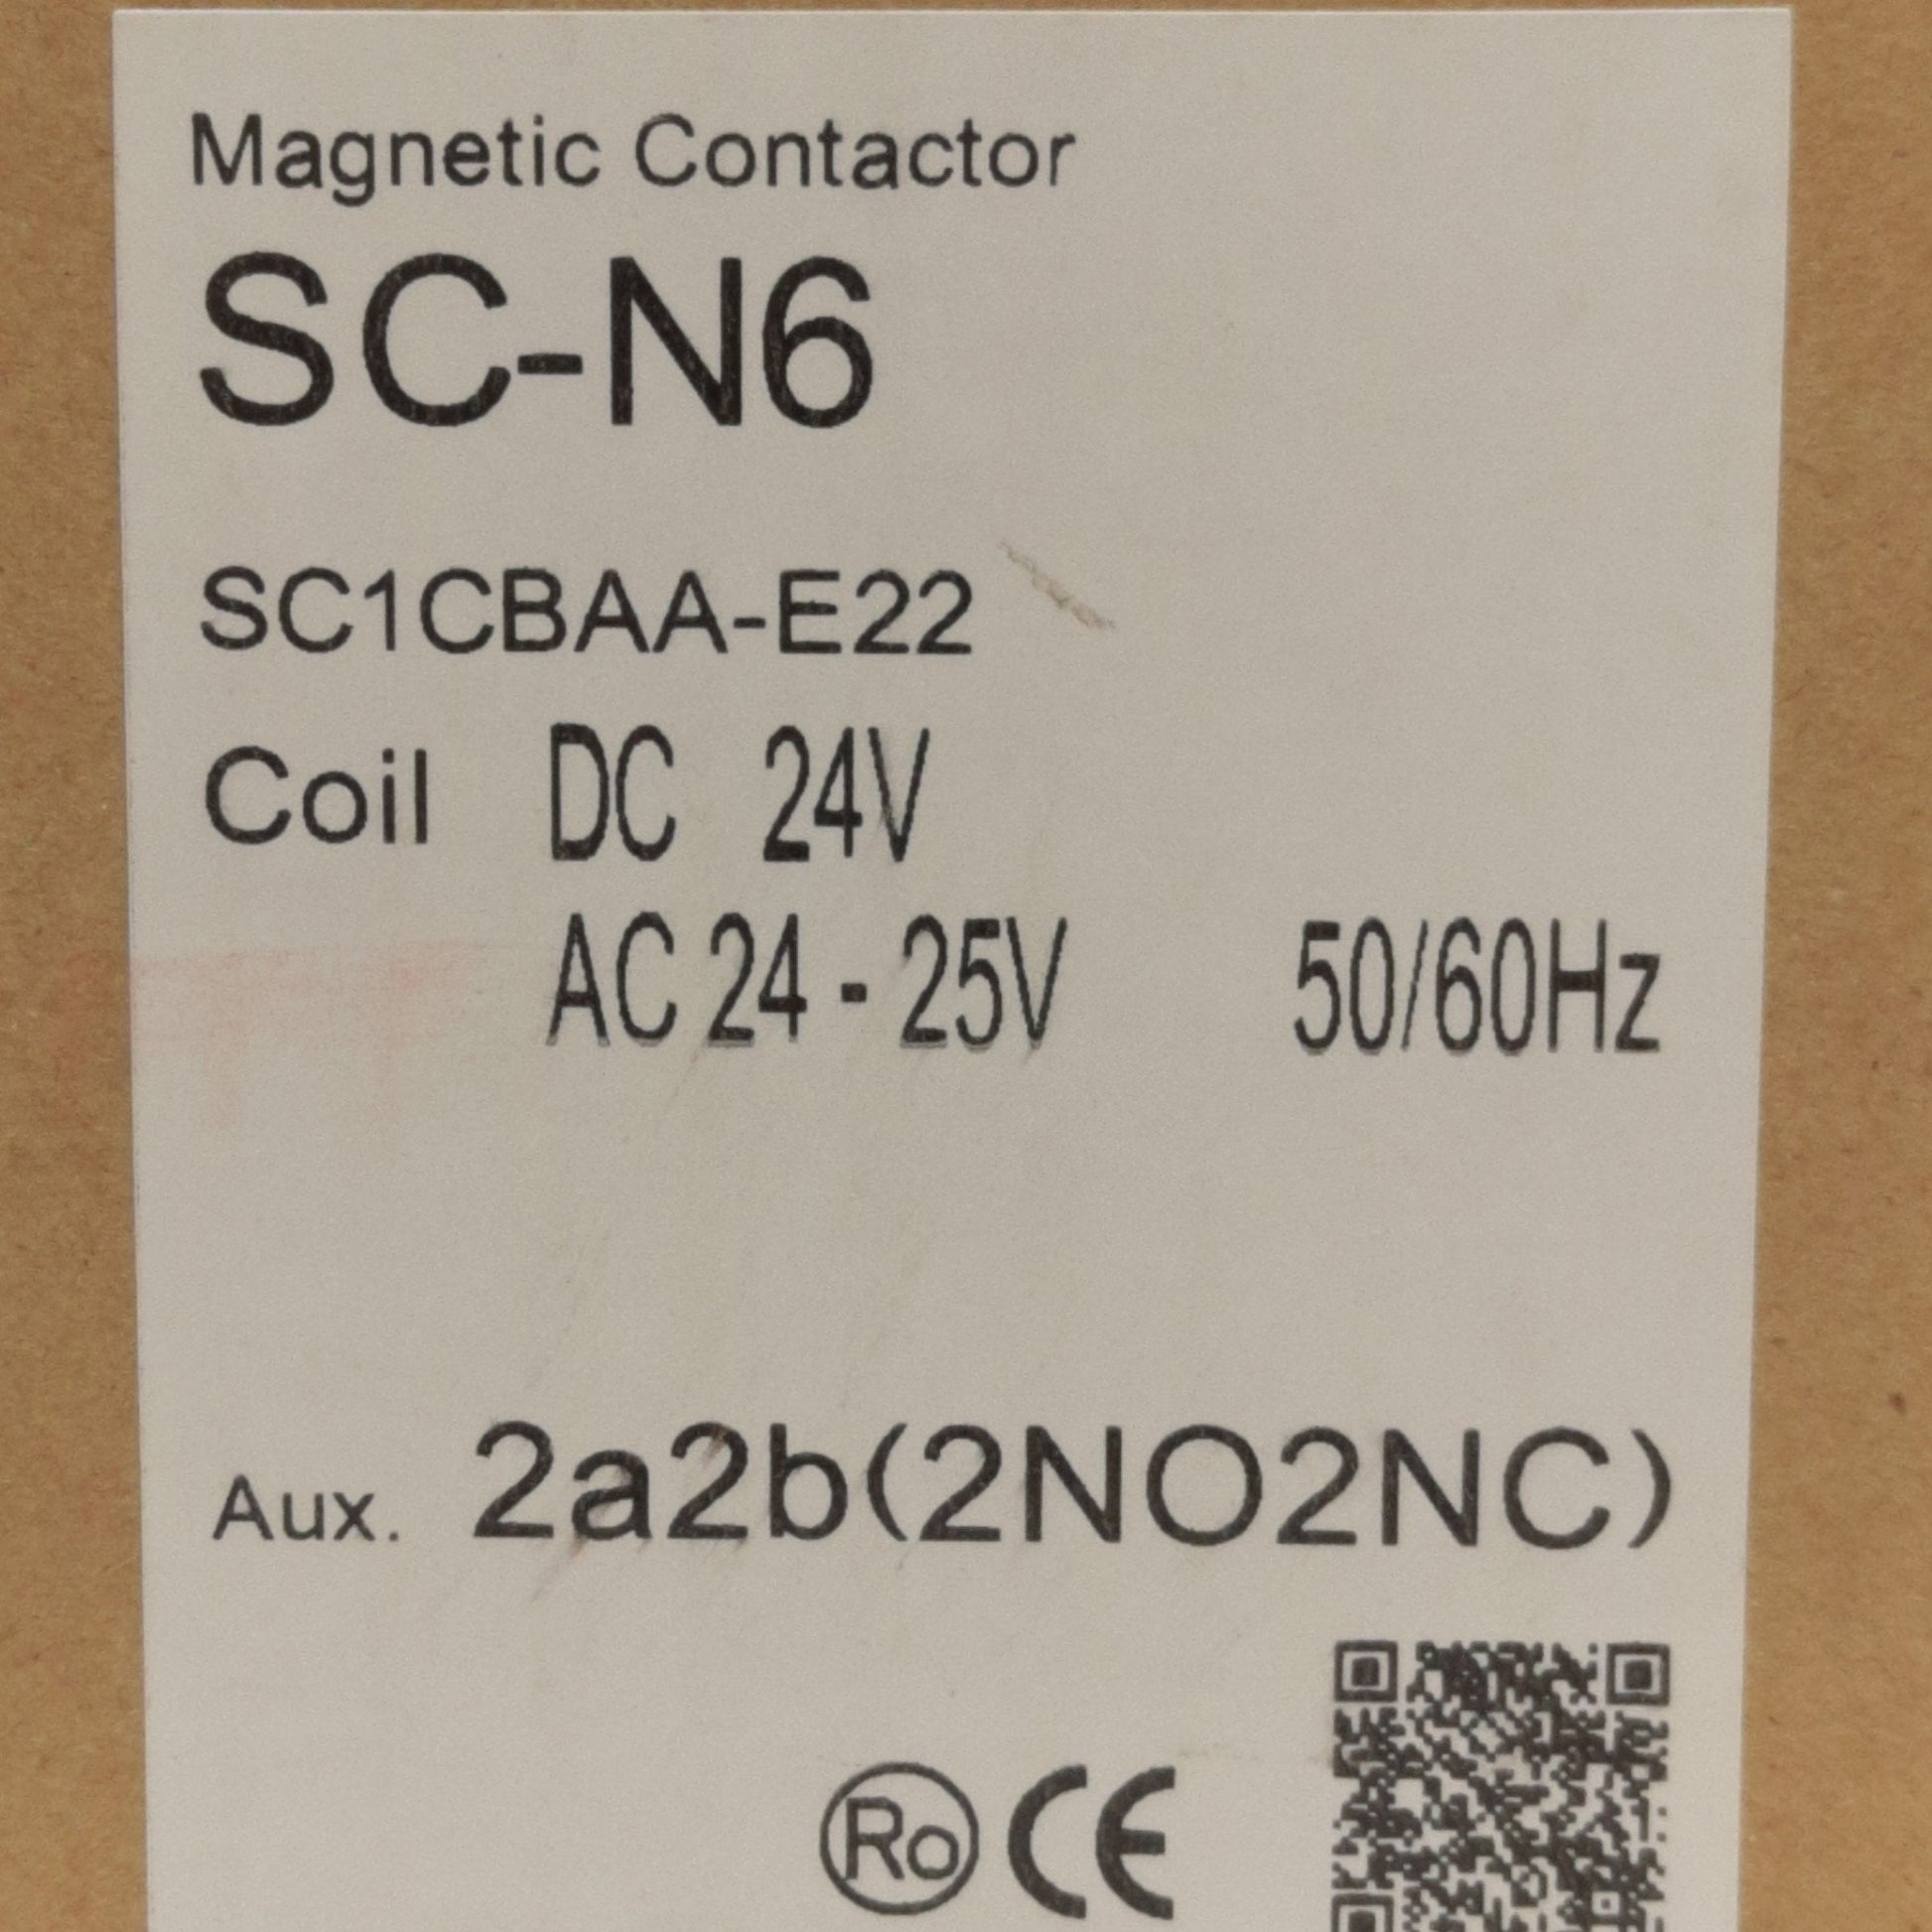 Magnetic Contactor
SC-N6
SC1CBAA-E22
Coil DC 24V
AC 24 - 25V 50/60Hz
Aux. 2a2b(2NO2NC)
Ro CE